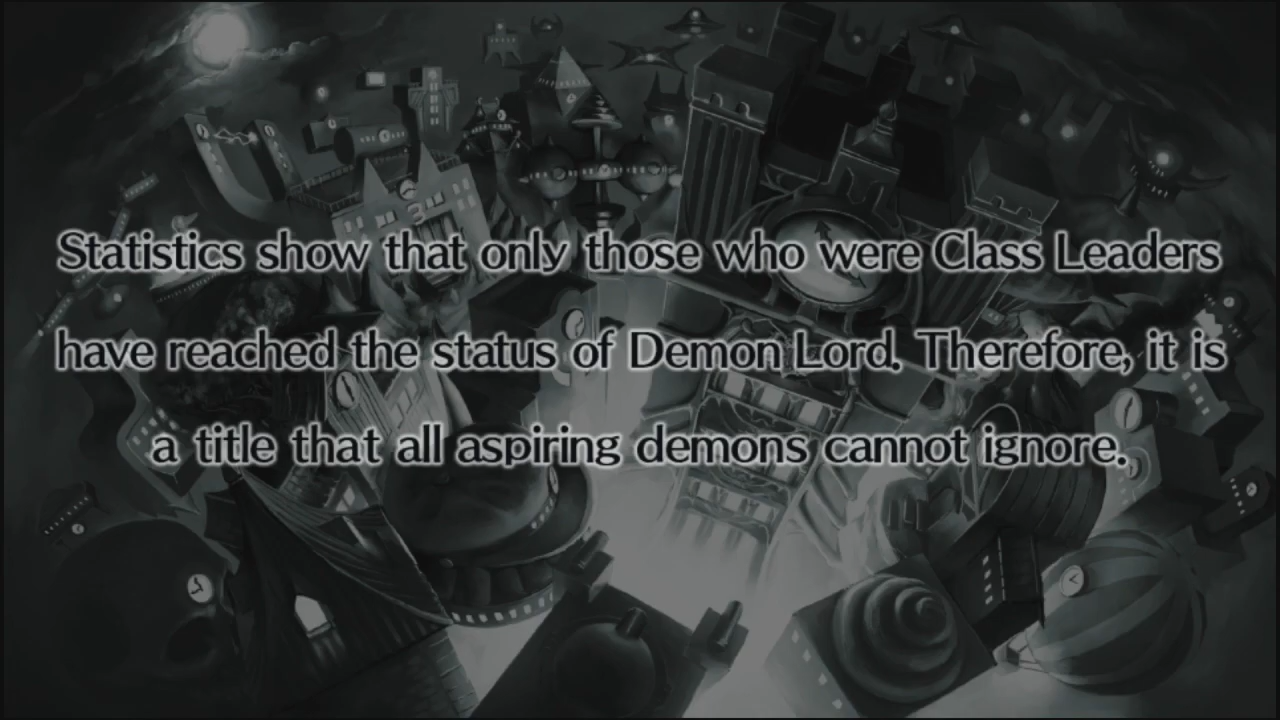 Statistics show that only those who were Class Leaders
have reached the status of Demon Lord. Therefore, it is
a title that all aspiring demons cannot ignore.